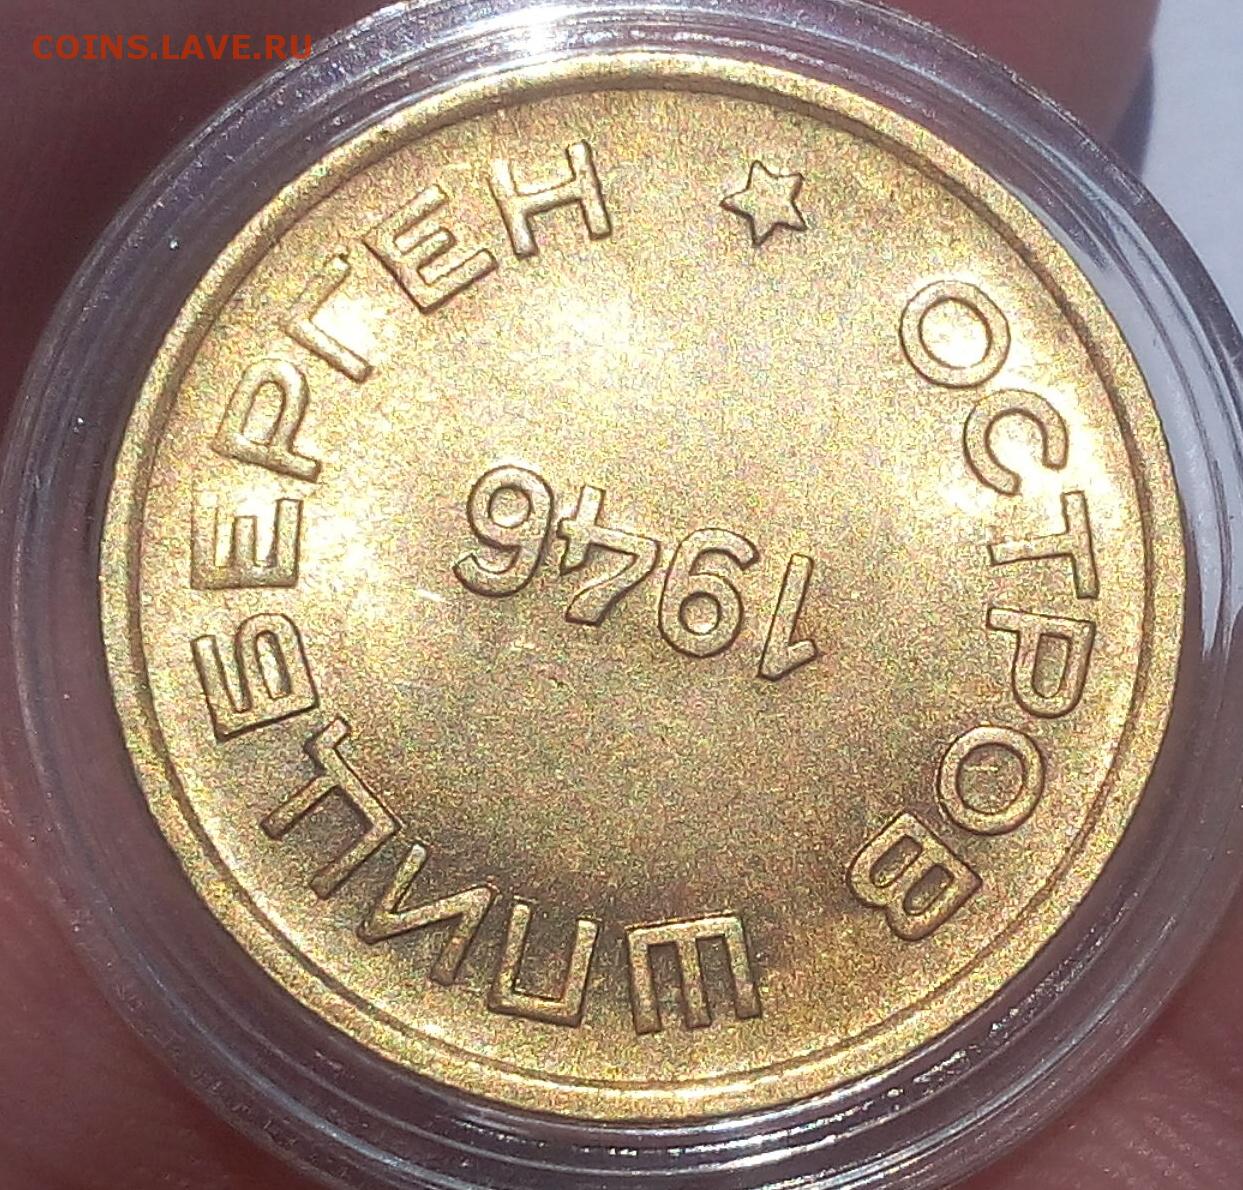 COINS.LAVE.RU
ОСТРОВ ШПИЦБЕРГЕН
1946